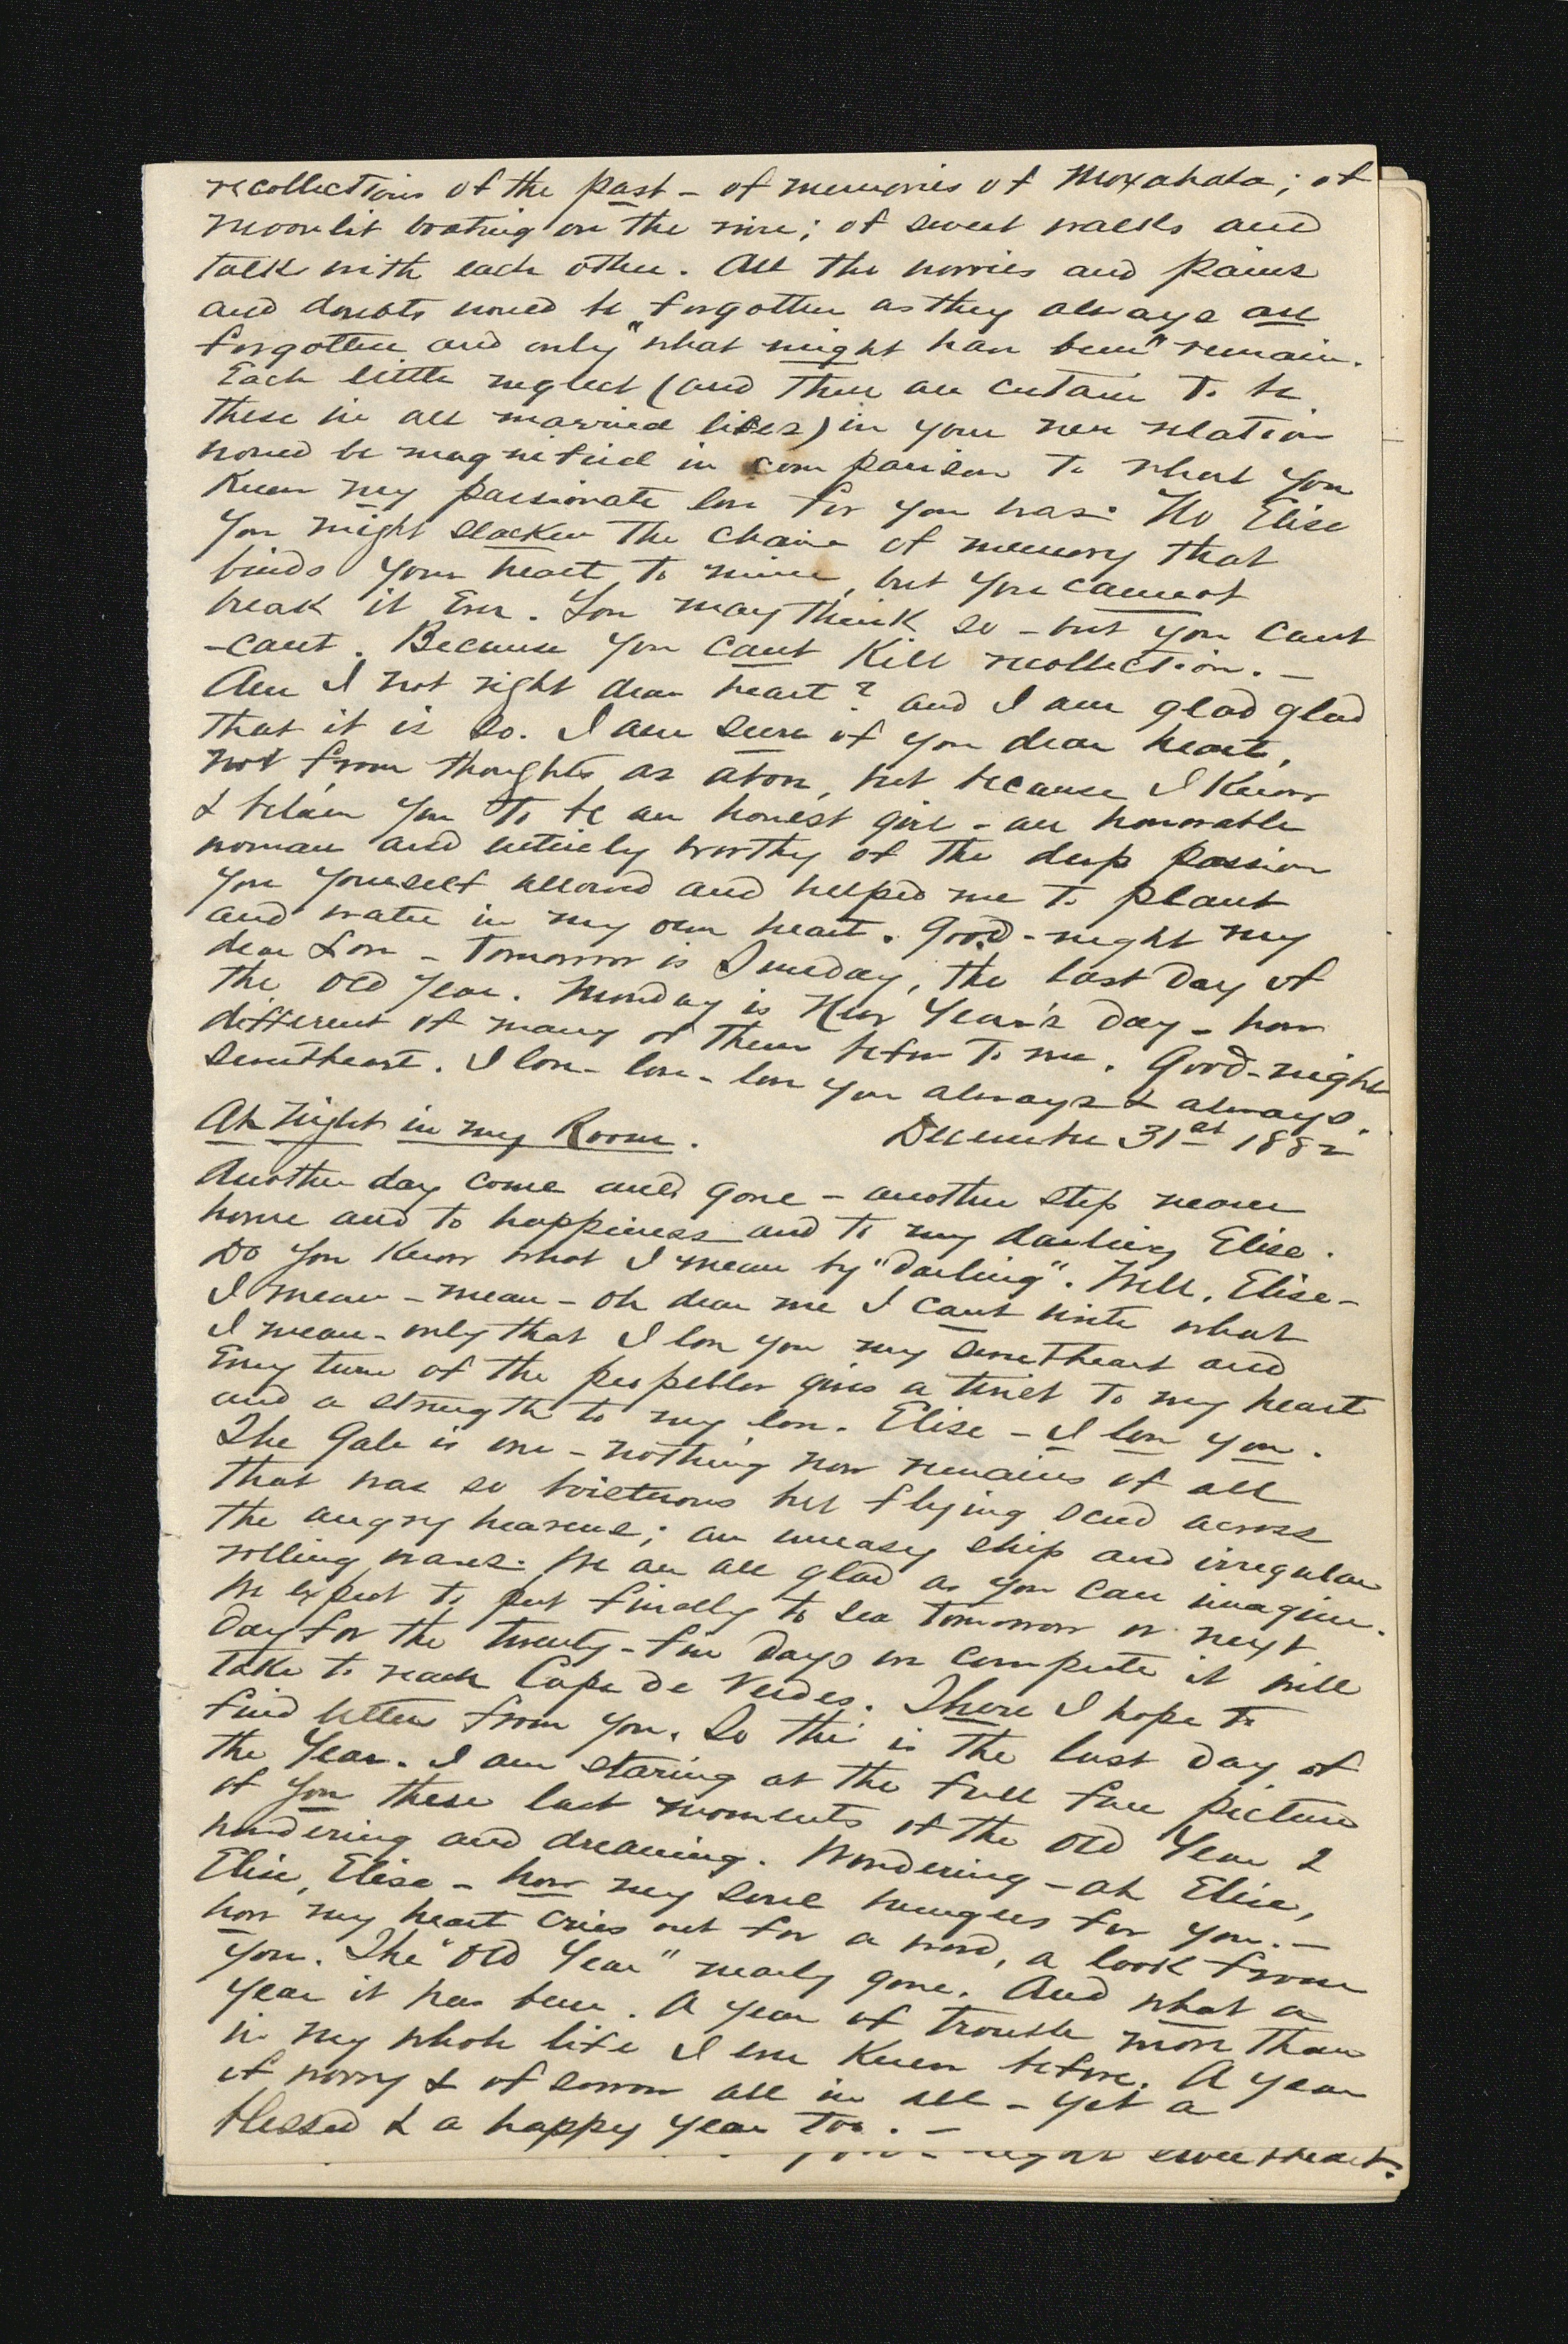 recollections of the past - of memories of Moxahala; of
moonlit boating on the river; of sweet walks and
talks with each other. All the worries and pains
and doubts would be forgotten as they always are
forgotten and only "what might have been" remain.
Each little neglect (and there are certain to be
these in all married lives) in your new relation
would be magnified in comparison to what you
knew my passionate love for you was. No Elise
you might slacken the chain of memory that
binds your heart to mine, but you cannot
break it ever. You may think so - but you cant
-cant. Because you cant kill recollection. -
Am I not right dear heart? and I am glad glad
that it is so. I am sure of you dear heart,
not from thoughts as above, but because I know
& believe you to be an honest girl - an honorable
woman and entirely worthy of the deep passion
you yourself allowed and helped me to plant
and water in my own heart. Good-night my
dear Love - Tomorrow is Sunday, the last day of
the Old Year. Monday is New Year's Day - how
different of many of them before to me. Good-night
sweetheart. I love - love - love you always & always.
At Night in my Room. December 31st 1882
Another day come and gone - another step nearer
home and to happiness and to my darling Elise.
Do you know what I mean by "darling". Well, Elise -
I mean - mean - oh dear me I cant write what
I mean - only that I love you my sweetheart and
Every turn of the propellor gives a thrill to my heart
and a strength to my love. Elise - I love you.
The Gale is over - nothing now remains of all
that was so boisterous but flying scud across
the angry heavens; an uneasy ship and irregular
rolling waves. We are all glad as you can imagine.
We expect to put finally to sea tomorrow or next
day for the twenty-five days we compute it will
take to reach Cape de Verdes. There I hope to
find letters from you. So this is the last day of
the Year. I am staring at the full face picture
of you these last moments of the Old Year &
wondering and dreaming. Wondering - ah Elise,
Elise, Elise - how my soul hungers for you. -
how my heart cries out for a word, a look from
you. The "Old Year" nearly gone. And what a
year it has been. A year of trouble more than
in my whole life I ever knew before. A year
of worry & of sorrow all in all - yet a
blessed & a happy year too. -
night sweetheart.